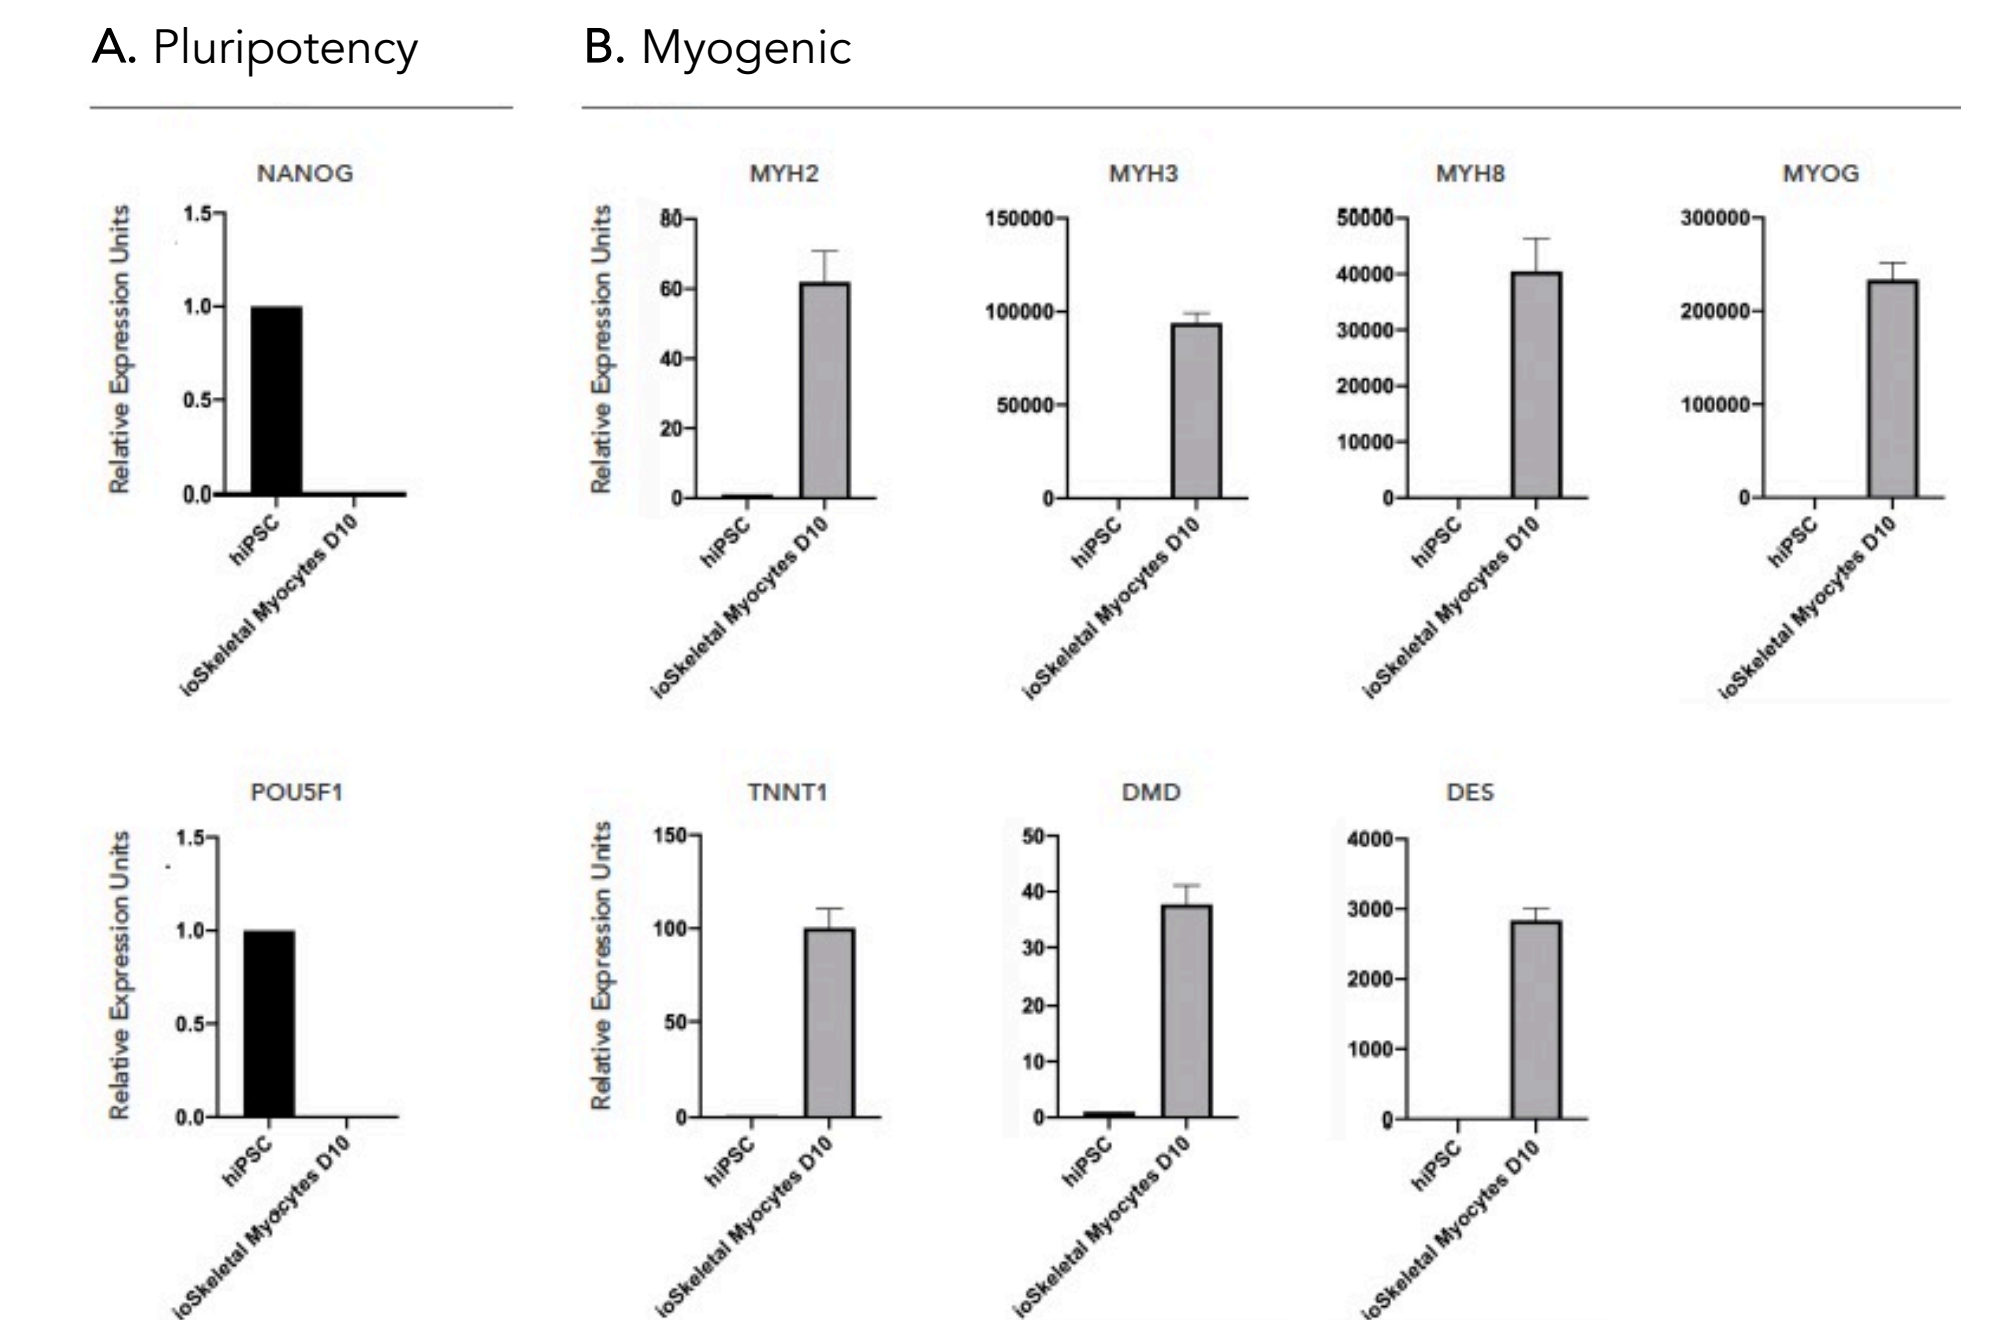 A. Pluripotency
B. Myogenic
NANOG
Relative Expression Units
1.5
1.0
0.5
0.0
hiPSC
ioSkeletal Myocytes D10
MYH2
Relative Expression Units
80
60
40
20
0
hiPSC
ioSkeletal Myocytes D10
MYH3
150000
100000
50000
0
hiPSC
ioSkeletal Myocytes D10
MYH8
50000
40000
30000
20000
10000
0
hiPSC
ioSkeletal Myocytes D10
MYOG
300000
200000
100000
0
hiPSC
ioSkeletal Myocytes D10
POU5F1
Relative Expression Units
1.5
1.0
0.5
0.0
hiPSC
ioSkeletal Myocytes D10
TNNT1
Relative Expression Units
150
100
50
0
hiPSC
ioSkeletal Myocytes D10
DMD
50
40
30
20
10
0
hiPSC
ioSkeletal Myocytes D10
DES
4000
3000
2000
1000
0
hiPSC
ioSkeletal Myocytes D10